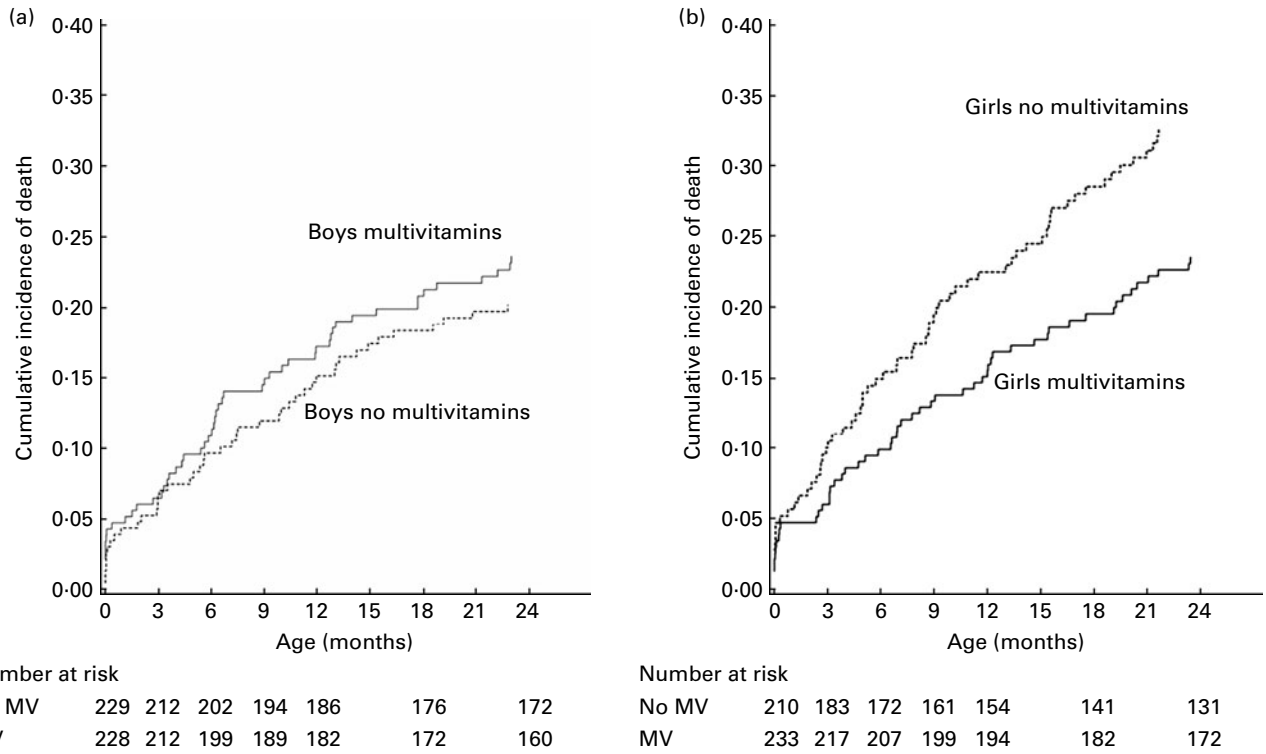 (a)
0·40
0·35
0·30
0·25
0·20
0·15
0·10
0·05
0·00
Cumulative incidence of death
Boys multivitamins
Boys no multivitamins
0 3 6 9 12 15 18 21 24
Age (months)
mber at risk
MV 229 212 202 194 186 176 172
228 212 199 189 182 172 160
(b)
0·40
0·35
0·30
0·25
0·20
0·15
0·10
0·05
0·00
Cumulative incidence of death
Girls no multivitamins
Girls multivitamins
0 3 6 9 12 15 18 21 24
Age (months)
Number at risk
No MV 210 183 172 161 154 141 131
MV 233 217 207 199 194 182 172